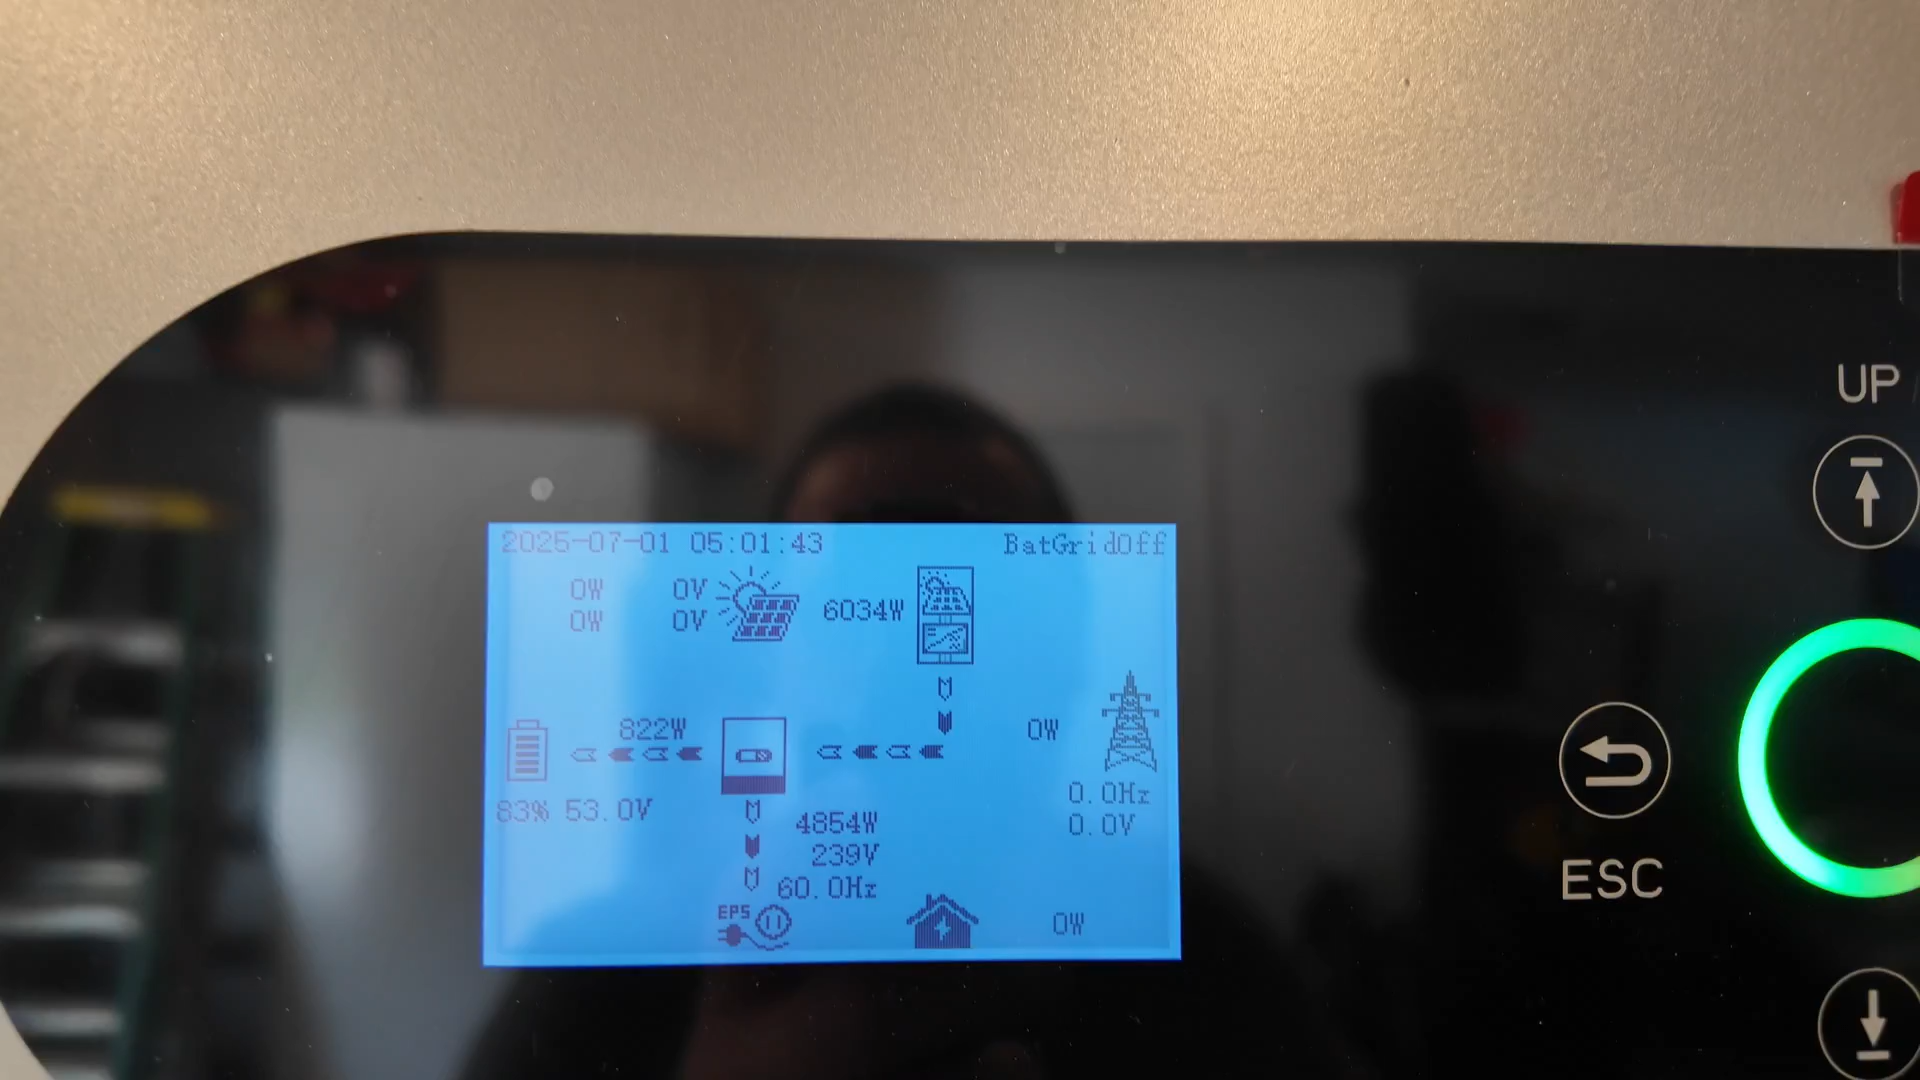 2025-07-01 05:01:43 BatGridOff
0W 0V
0W 0V
6034W
822W
0W
83% 53.0V
0.0Hz
0.0V
4854W
239V
60.0Hz
EPS
0W
UP
ESC